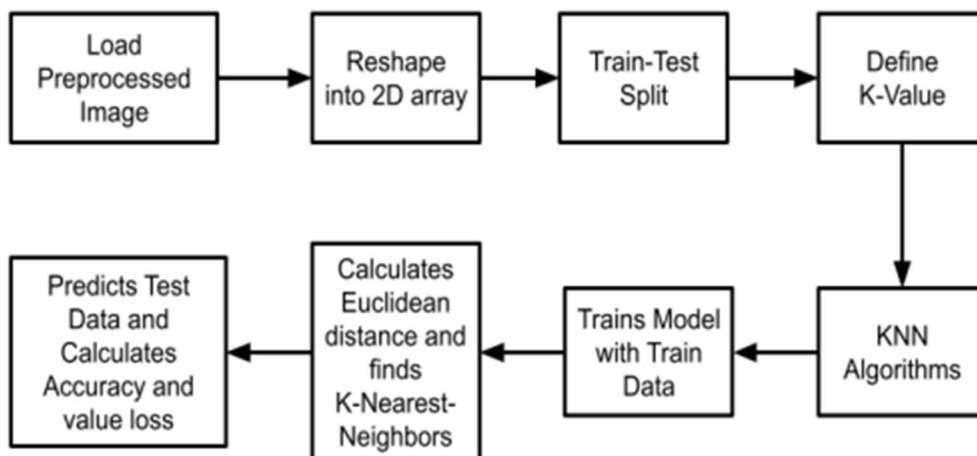 Load
Preprocessed
Image
Reshape
into 2D array
Train-Test
Split
Define
K-Value
KNN
Algorithms
Trains Model
with Train
Data
Calculates
Euclidean
distance and
finds
K-Nearest-
Neighbors
Predicts Test
Data and
Calculates
Accuracy and
value loss